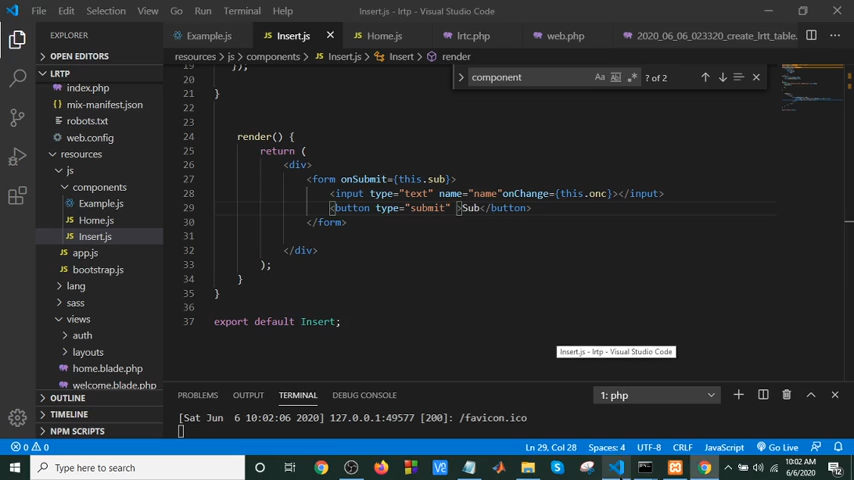 File Edit Selection View Go Run Terminal Help Insert.js - lrtp - Visual Studio Code
EXPLORER
Example.js Insert.js Home.js lrtc.php web.php 2020_06_06_023320_create_lrtt_table.
OPEN EDITORS
resources > js > components > Insert.js > Insert > render
LRTP
index.php
mix-manifest.json
robots.txt
web.config
resources
js
components
Example.js
Home.js
Insert.js
app.js
bootstrap.js
lang
sass
views
auth
layouts
home.blade.php
welcome.blade.php
OUTLINE
TIMELINE
NPM SCRIPTS
component Aa ? of 2
19 });
20
21 }
22
23
24 render() {
25 return (
26 <div>
27 <form onSubmit={this.sub}>
28 <input type="text" name="name"onChange={this.onc}></input>
29 <button type="submit" >Sub</button>
30 </form>
31
32 </div>
33 );
34 }
35 }
36
37 export default Insert;
Insert.js - lrtp - Visual Studio Code
PROBLEMS OUTPUT TERMINAL DEBUG CONSOLE 1: php
[Sat Jun 6 10:02:06 2020] 127.0.0.1:49577 [200]: /favicon.ico
0 0 Ln 29, Col 28 Spaces: 4 UTF-8 CRLF JavaScript Go Live
Type here to search
10:02 AM
6/6/2020